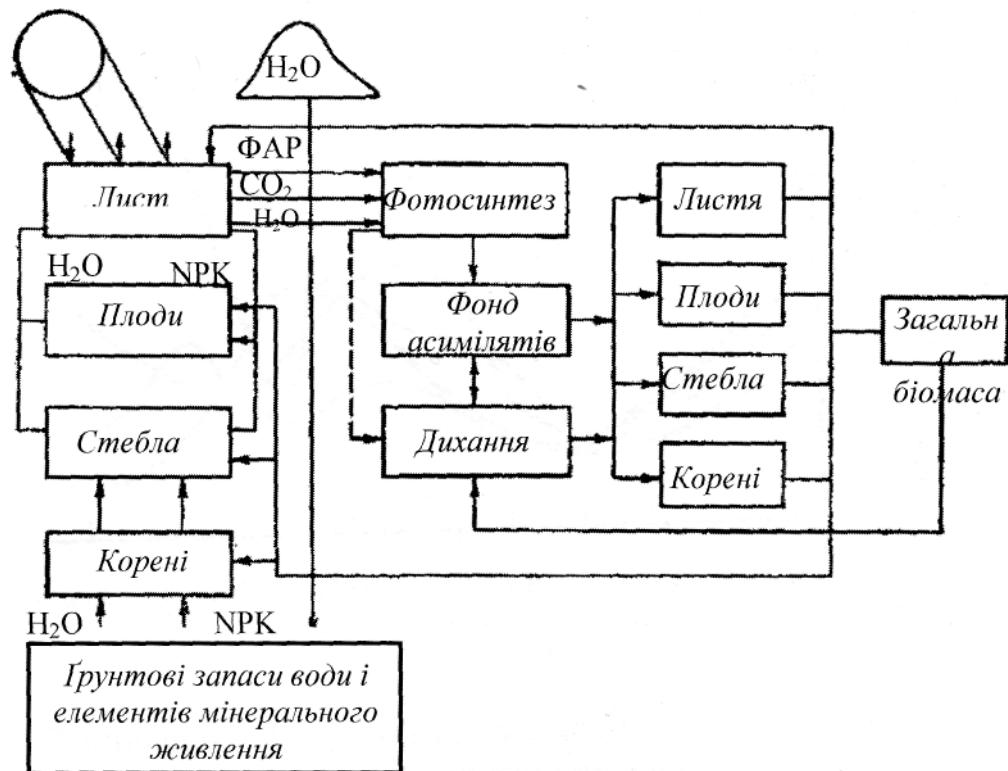 H₂O
ФАР
CO₂
H₂O
Лист
Фотосинтез
Листя
H₂O
NPK
Плоди
Фонд
асимілятів
Плоди
Загальн
а
біомаса
Стебла
Дихання
Стебла
Корені
Корені
H₂O
NPK
Ґрунтові запаси води і
елементів мінерального
живлення